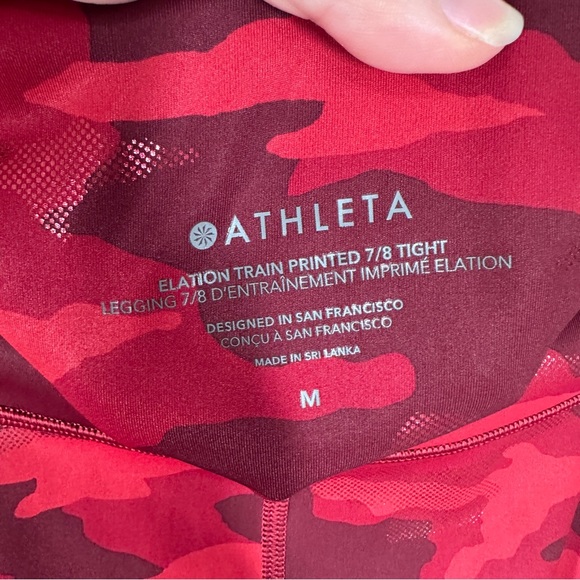 ATHLETA
ELATION TRAIN PRINTED 7/8 TIGHT
LEGGING 7/8 D'ENTRAÎNEMENT IMPRIMÉ ELATION
DESIGNED IN SAN FRANCISCO
CONÇU À SAN FRANCISCO
MADE IN SRI LANKA
M